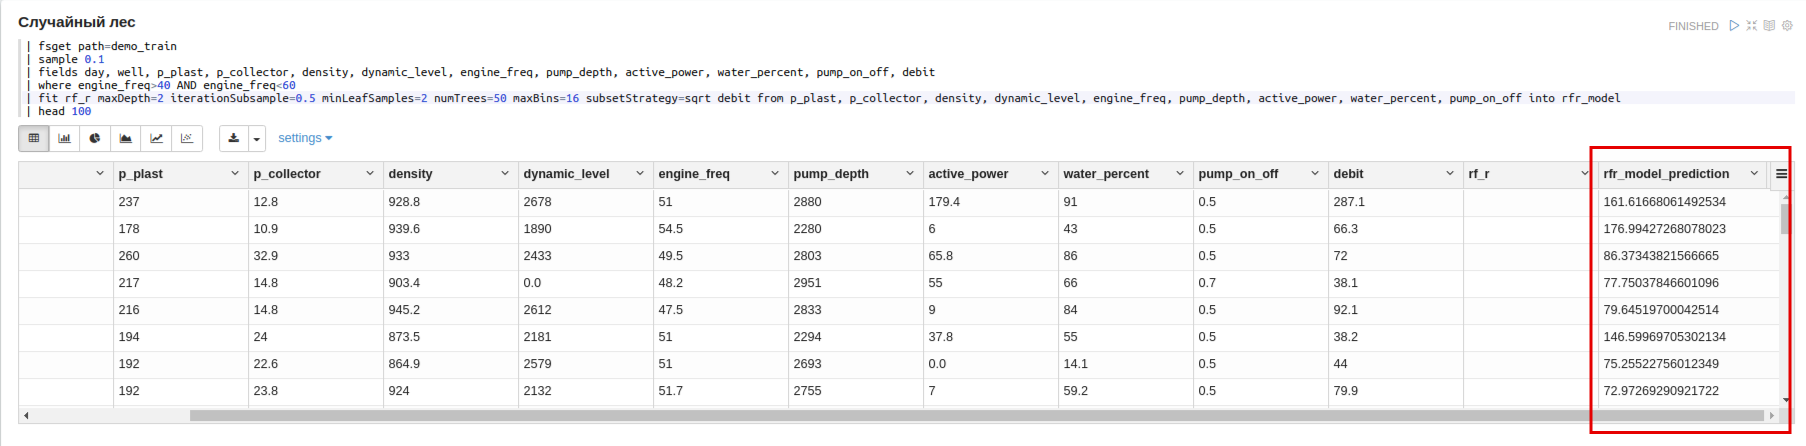 Случайный лес
FINISHED
| fsget path=demo_train
| sample 0.1
| fields day, well, p_plast, p_collector, density, dynamic_level, engine_freq, pump_depth, active_power, water_percent, pump_on_off, debit
| where engine_freq>40 AND engine_freq<60
| fit rf_r maxDepth=2 iterationSubsample=0.5 minLeafSamples=2 numTrees=50 maxBins=16 subsetStrategy=sqrt debit from p_plast, p_collector, density, dynamic_level, engine_freq, pump_depth, active_power, water_percent, pump_on_off into rfr_model
| head 100
settings
p_plast p_collector density dynamic_level engine_freq pump_depth active_power water_percent pump_on_off debit rf_r rfr_model_prediction
237 12.8 928.8 2678 51 2880 179.4 91 0.5 287.1 161.61668061492534
178 10.9 939.6 1890 54.5 2280 6 43 0.5 66.3 176.99427268078023
260 32.9 933 2433 49.5 2803 65.8 86 0.5 72 86.37343821566665
217 14.8 903.4 0.0 48.2 2951 55 66 0.7 38.1 77.75037846601096
216 14.8 945.2 2612 47.5 2833 9 84 0.5 92.1 79.64519700042514
194 24 873.5 2181 51 2294 37.8 55 0.5 38.2 146.59969705302134
192 22.6 864.9 2579 51 2693 0.0 14.1 0.5 44 75.25522756012349
192 23.8 924 2132 51.7 2755 7 59.2 0.5 79.9 72.97269290921722